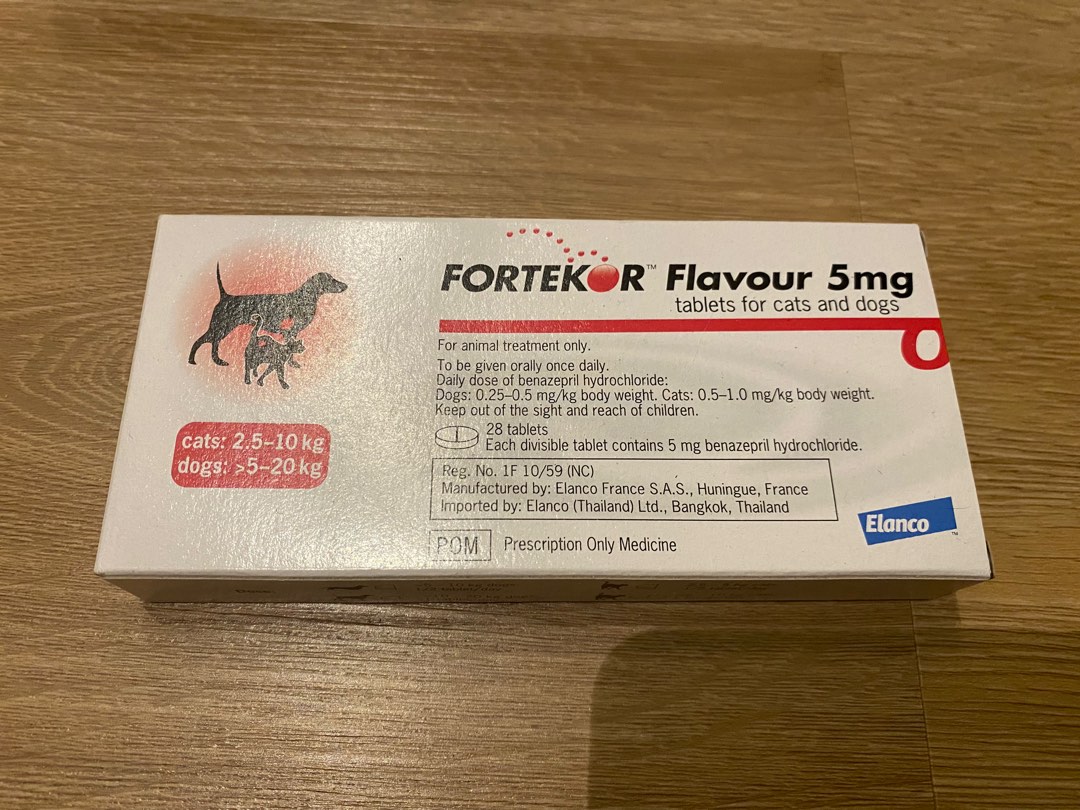 FORTEKOR™ Flavour 5mg
tablets for cats and dogs
For animal treatment only.
To be given orally once daily.
Daily dose of benazepril hydrochloride:
Dogs: 0.25–0.5 mg/kg body weight. Cats: 0.5–1.0 mg/kg body weight.
Keep out of the sight and reach of children.
28 tablets
Each divisible tablet contains 5 mg benazepril hydrochloride.
cats: 2.5–10 kg
dogs: >5–20 kg
Reg. No. 1F 10/59 (NC)
Manufactured by: Elanco France S.A.S., Huningue, France
Imported by: Elanco (Thailand) Ltd., Bangkok, Thailand
Elanco™
POM Prescription Only Medicine